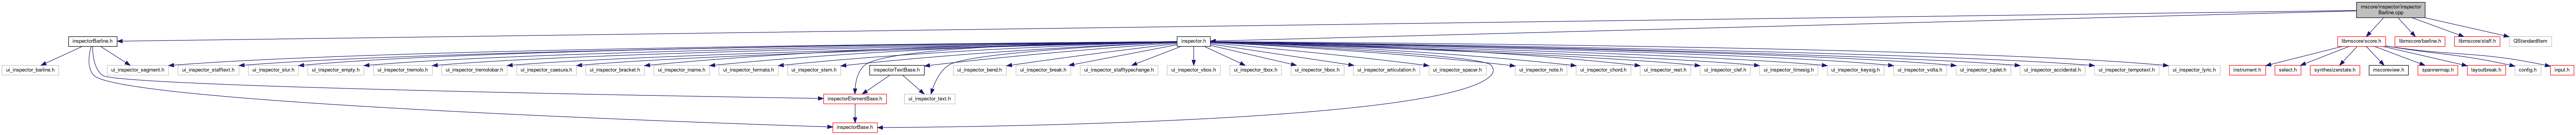 mscore/inspector/inspector
Barline.cpp
inspectorBarline.h
inspector.h
libmscore/score.h
libmscore/barline.h
libmscore/staff.h
QStandardItem
ui_inspector_barline.h
ui_inspector_segment.h
ui_inspector_stafftext.h
ui_inspector_slur.h
ui_inspector_empty.h
ui_inspector_tremolo.h
ui_inspector_tremolobar.h
ui_inspector_caesura.h
ui_inspector_bracket.h
ui_inspector_iname.h
ui_inspector_fermata.h
ui_inspector_stem.h
inspectorTextBase.h
ui_inspector_bend.h
ui_inspector_break.h
ui_inspector_stafftypechange.h
ui_inspector_vbox.h
ui_inspector_tbox.h
ui_inspector_hbox.h
ui_inspector_articulation.h
ui_inspector_spacer.h
ui_inspector_note.h
ui_inspector_chord.h
ui_inspector_rest.h
ui_inspector_clef.h
ui_inspector_timesig.h
ui_inspector_keysig.h
ui_inspector_volta.h
ui_inspector_tuplet.h
ui_inspector_accidental.h
ui_inspector_tempotext.h
ui_inspector_lyric.h
instrument.h
select.h
synthesizerstate.h
mscoreview.h
spannermap.h
layoutbreak.h
config.h
input.h
inspectorElementBase.h
ui_inspector_text.h
inspectorBase.h